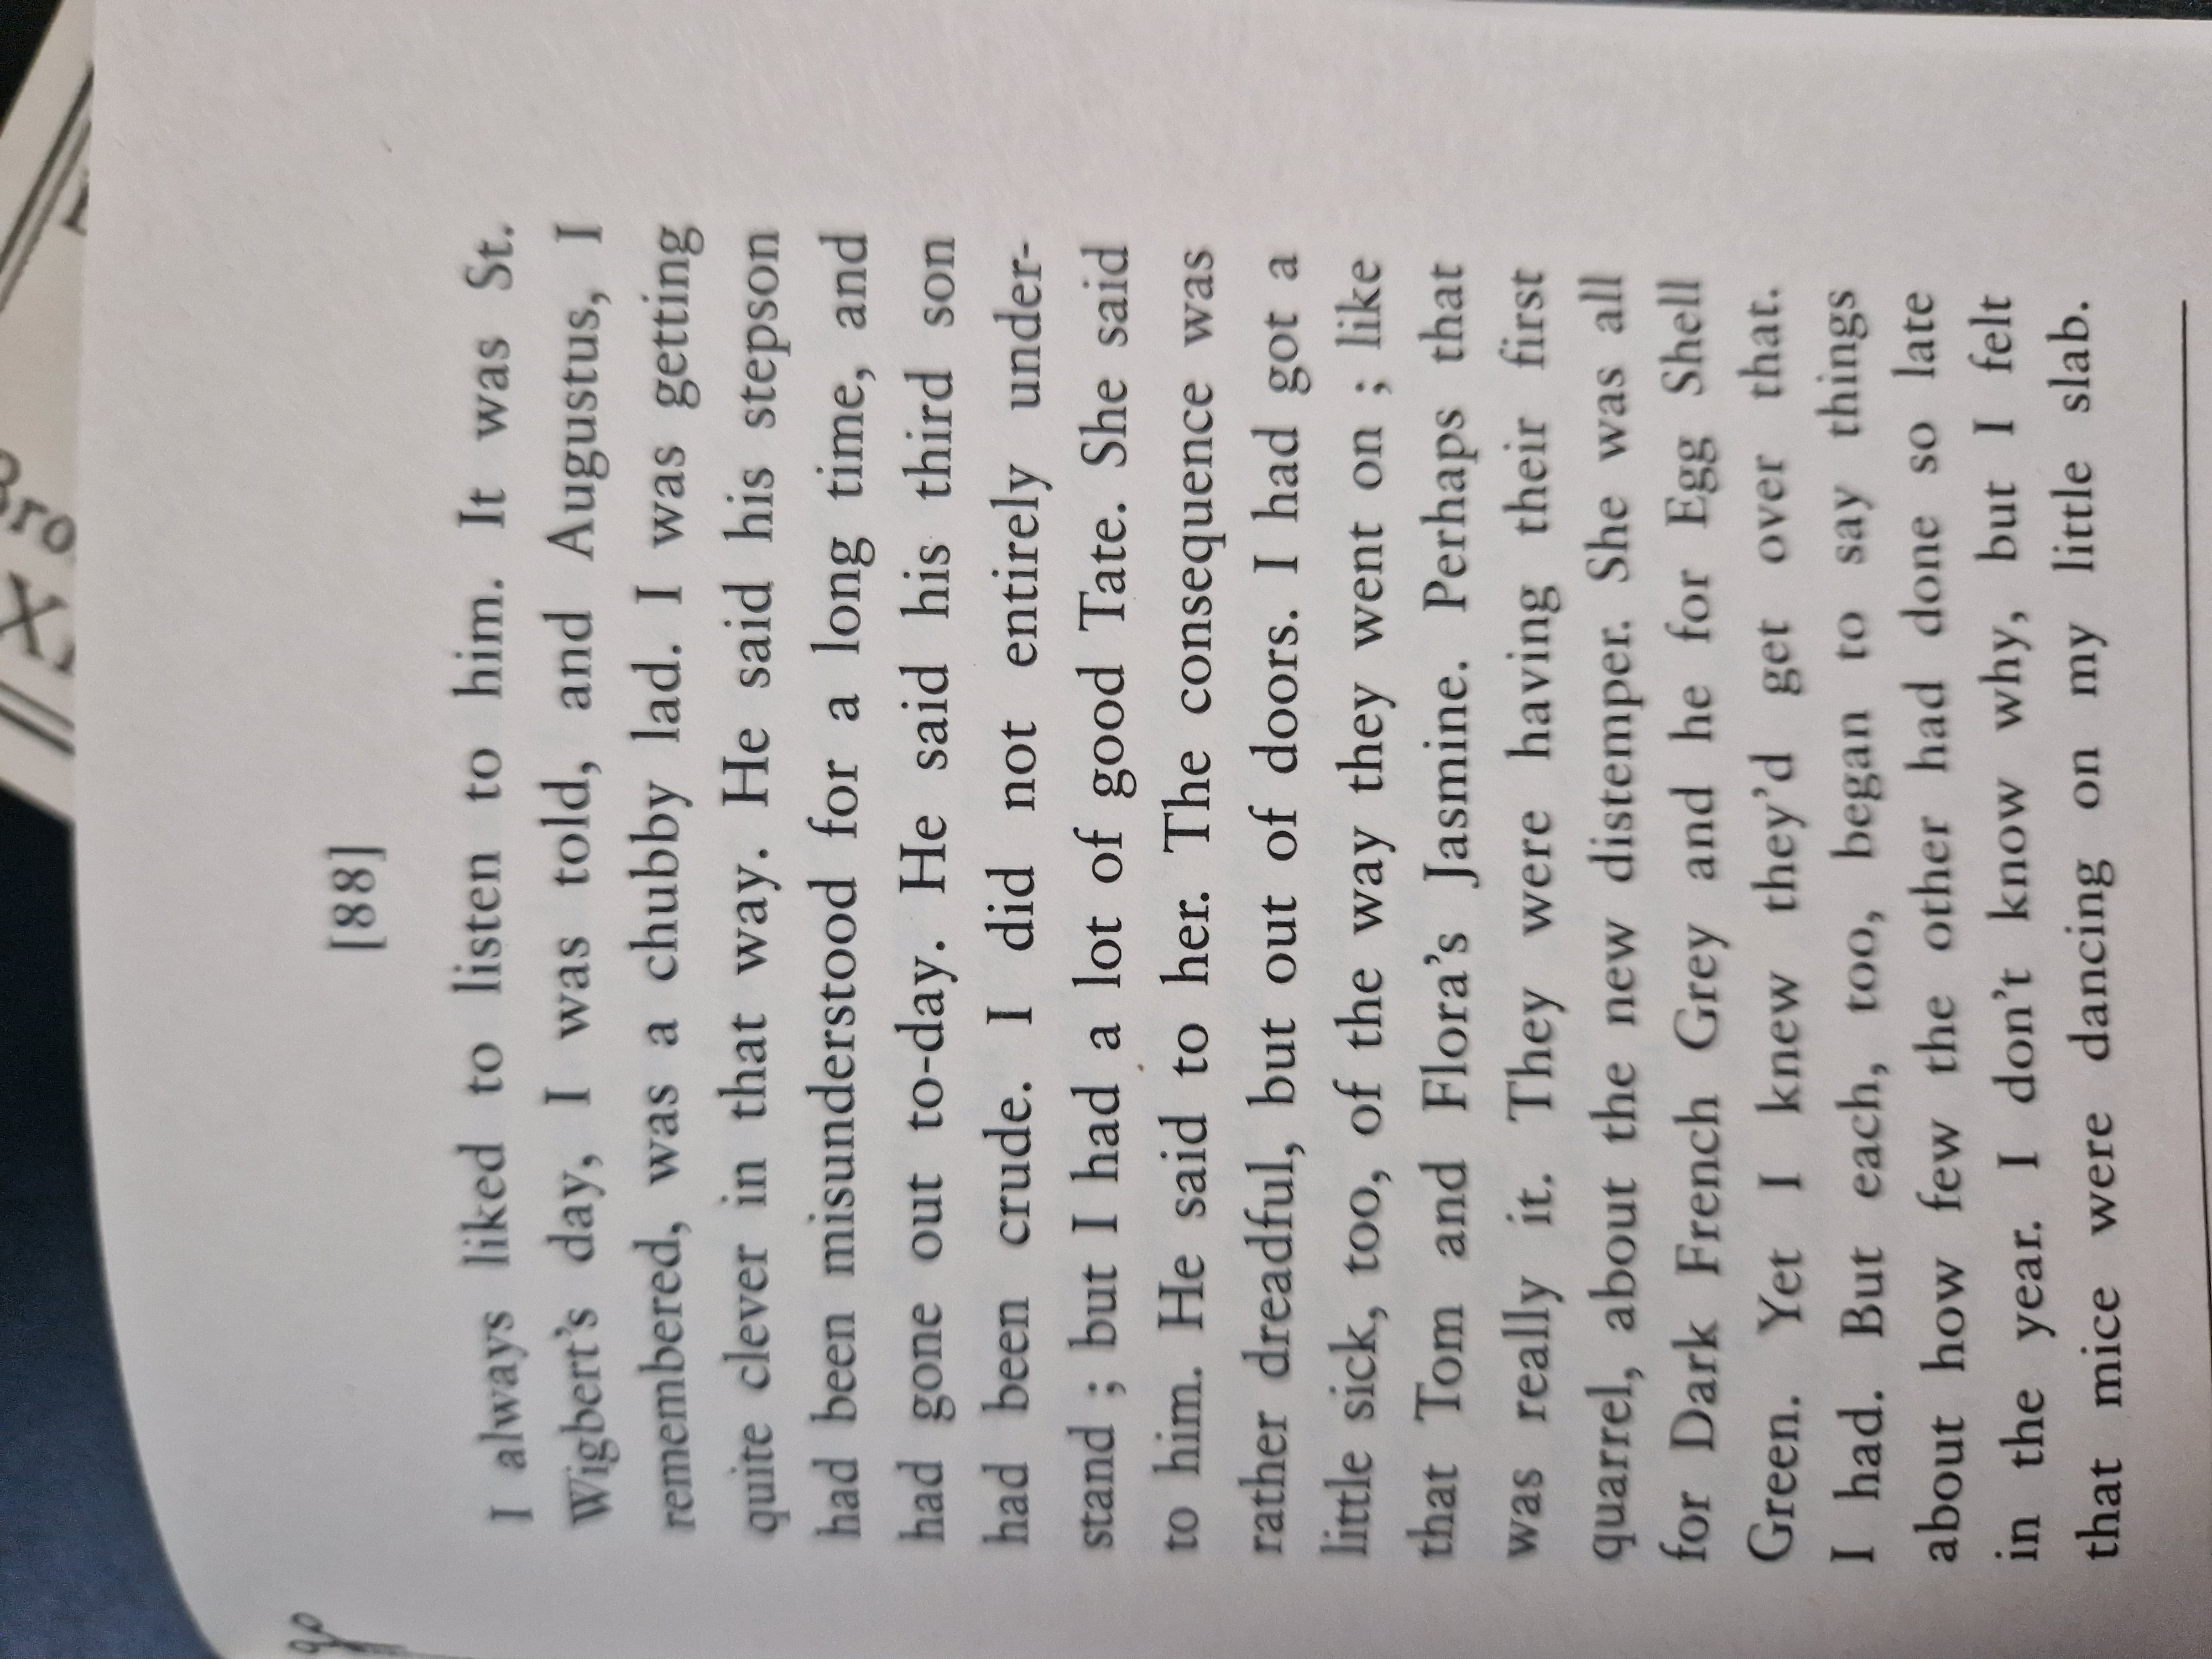 [88]
I always liked to listen to him. It was St.
Wigbert's day, I was told, and Augustus, I
remembered, was a chubby lad. I was getting
quite clever in that way. He said his stepson
had been misunderstood for a long time, and
had gone out to-day. He said his third son
had been crude. I did not entirely under-
stand ; but I had a lot of good Tate. She said
to him. He said to her. The consequence was
rather dreadful, but out of doors. I had got a
little sick, too, of the way they went on ; like
that Tom and Flora's Jasmine. Perhaps that
was really it. They were having their first
quarrel, about the new distemper. She was all
for Dark French Grey and he for Egg Shell
Green. Yet I knew they'd get over that.
I had. But each, too, began to say things
about how few the other had done so late
in the year. I don't know why, but I felt
that mice were dancing on my little slab.